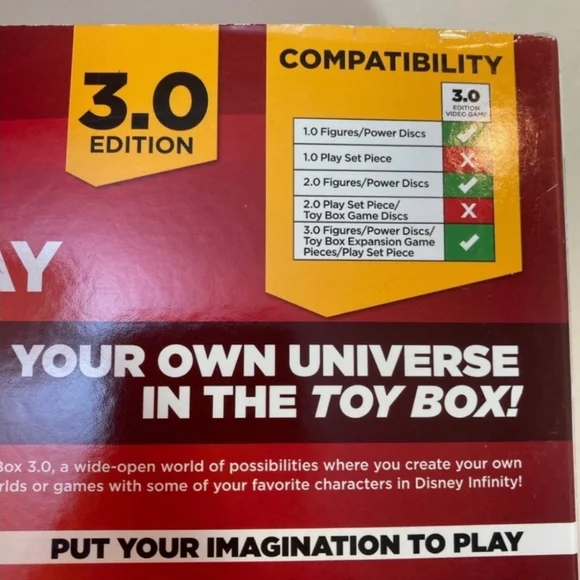 3.0
EDITION
COMPATIBILITY
3.0
EDITION
VIDEO GAME
1.0 Figures/Power Discs
1.0 Play Set Piece
2.0 Figures/Power Discs
2.0 Play Set Piece/
Toy Box Game Discs
3.0 Figures/Power Discs/
Toy Box Expansion Game
Pieces/Play Set Piece
AY
YOUR OWN UNIVERSE
IN THE TOY BOX!
Box 3.0, a wide-open world of possibilities where you create your own
rlds or games with some of your favorite characters in Disney Infinity!
PUT YOUR IMAGINATION TO PLAY